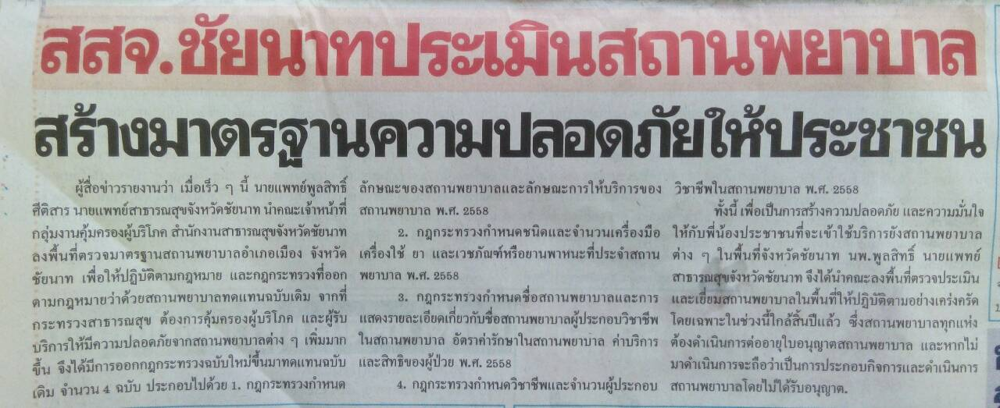 สสจ.ชัยนาทประเมินสถานพยาบาล
สร้างมาตรฐานความปลอดภัยให้ประชาชน
ผู้สื่อข่าวรายงานว่า เมื่อเร็ว ๆ นี้ นายแพทย์พูลสิทธิ์
ศีติสาร นายแพทย์สาธารณสุขจังหวัดชัยนาท นำคณะเจ้าหน้าที่
กลุ่มงานคุ้มครองผู้บริโภค สำนักงานสาธารณสุขจังหวัดชัยนาท
ลงพื้นที่ตรวจมาตรฐานสถานพยาบาลอำเภอเมือง จังหวัด
ชัยนาท เพื่อให้ปฏิบัติตามกฎหมาย และกฎกระทรวงที่ออก
ตามกฎหมายว่าด้วยสถานพยาบาลทดแทนฉบับเดิม จากที่
กระทรวงสาธารณสุข ต้องการคุ้มครองผู้บริโภค และผู้รับ
บริการให้มีความปลอดภัยจากสถานพยาบาลต่าง ๆ เพิ่มมาก
ขึ้น จึงได้มีการออกกฎกระทรวงฉบับใหม่ขึ้นมาทดแทนฉบับ
เดิม จำนวน 4 ฉบับ ประกอบไปด้วย 1. กฎกระทรวงกำหนด
ลักษณะของสถานพยาบาลและลักษณะการให้บริการของ
สถานพยาบาล พ.ศ. 2558
2. กฎกระทรวงกำหนดชนิดและจำนวนเครื่องมือ
เครื่องใช้ ยา และเวชภัณฑ์หรือยานพาหนะที่ประจำสถาน
พยาบาล พ.ศ. 2558
3. กฎกระทรวงกำหนดชื่อสถานพยาบาลและการ
แสดงรายละเอียดเกี่ยวกับชื่อสถานพยาบาลผู้ประกอบวิชาชีพ
ในสถานพยาบาล อัตราค่ารักษาในสถานพยาบาล ค่าบริการ
และสิทธิของผู้ป่วย พ.ศ. 2558
4. กฎกระทรวงกำหนดวิชาชีพและจำนวนผู้ประกอบ
วิชาชีพในสถานพยาบาล พ.ศ. 2558
ทั้งนี้ เพื่อเป็นการสร้างความปลอดภัย และความมั่นใจ
ให้กับพี่น้องประชาชนที่จะเข้าใช้บริการยังสถานพยาบาล
ต่าง ๆ ในพื้นที่จังหวัดชัยนาท นพ.พูลสิทธิ์ นายแพทย์
สาธารณสุขจังหวัดชัยนาท จึงได้นำคณะลงพื้นที่ตรวจประเมิน
และเยี่ยมสถานพยาบาลในพื้นที่ให้ปฏิบัติตามอย่างเคร่งครัด
โดยเฉพาะในช่วงนี้ใกล้สิ้นปีแล้ว ซึ่งสถานพยาบาลทุกแห่ง
ต้องดำเนินการต่ออายุใบอนุญาตสถานพยาบาล และหากไม่
มาดำเนินการจะถือว่าเป็นการประกอบกิจการและดำเนินการ
สถานพยาบาลโดยไม่ได้รับอนุญาต.